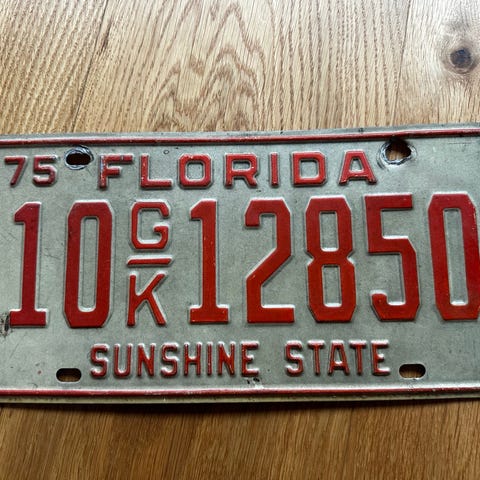 75 FLORIDA
10 G/K 12850
SUNSHINE STATE